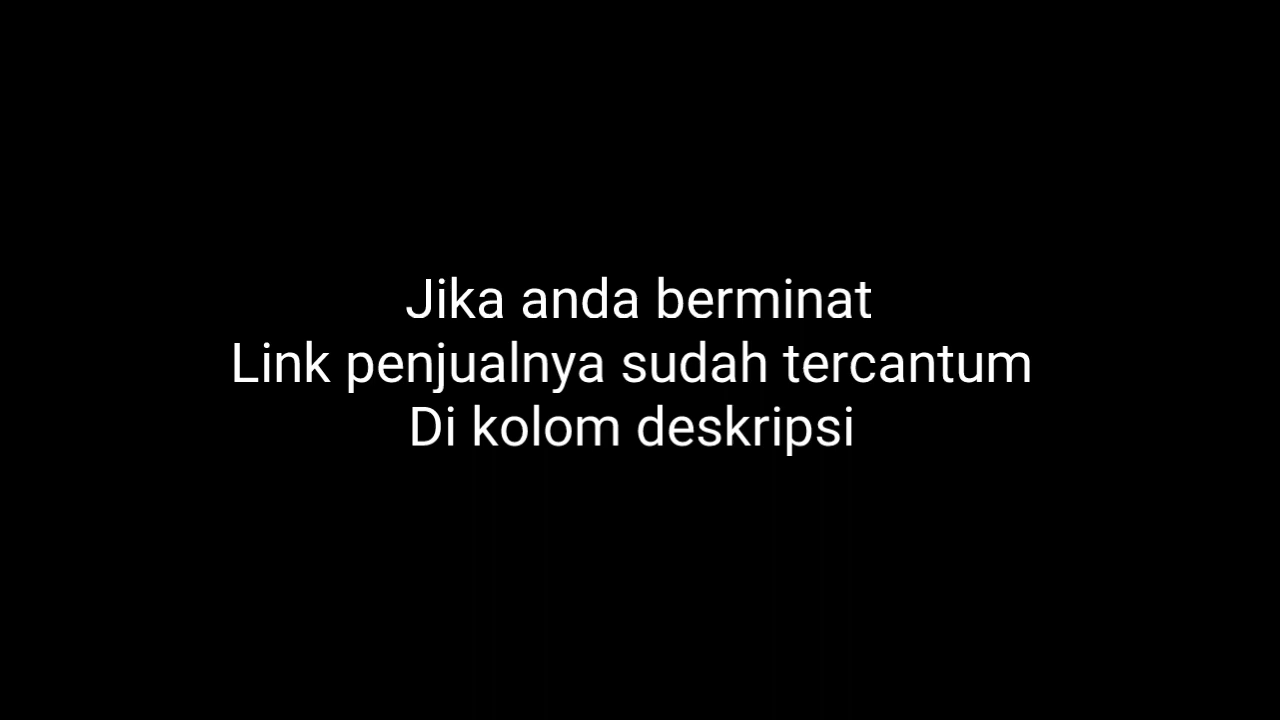 Jika anda berminat
Link penjualnya sudah tercantum
Di kolom deskripsi